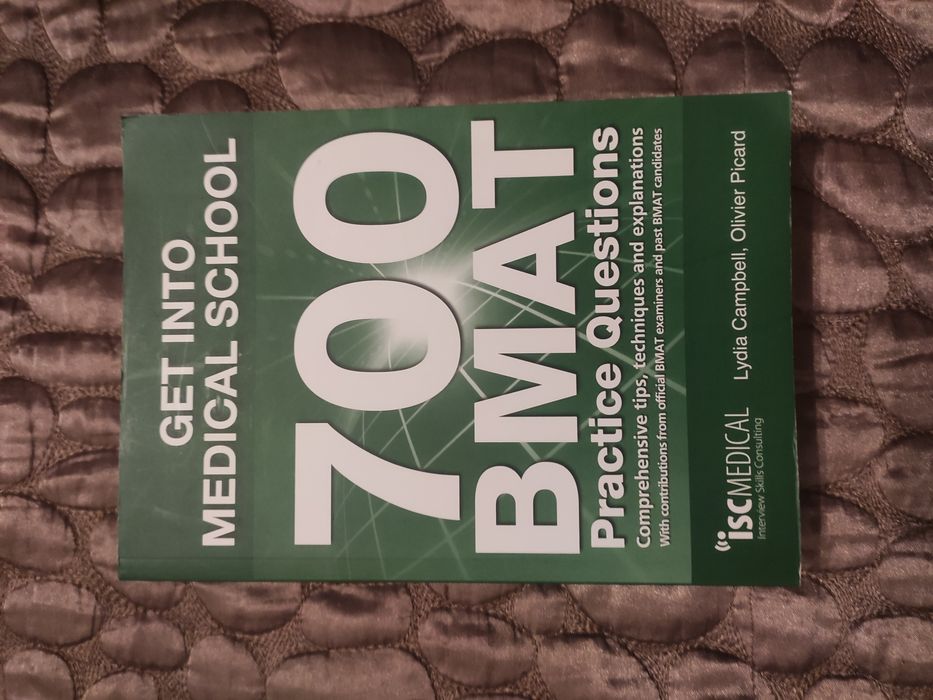 GET INTO
MEDICAL SCHOOL
700
BMAT
Practice Questions
Comprehensive tips, techniques and explanations
With contributions from official BMAT examiners and past BMAT candidates
iscMEDICAL
Interview Skills Consulting
Lydia Campbell, Olivier Picard